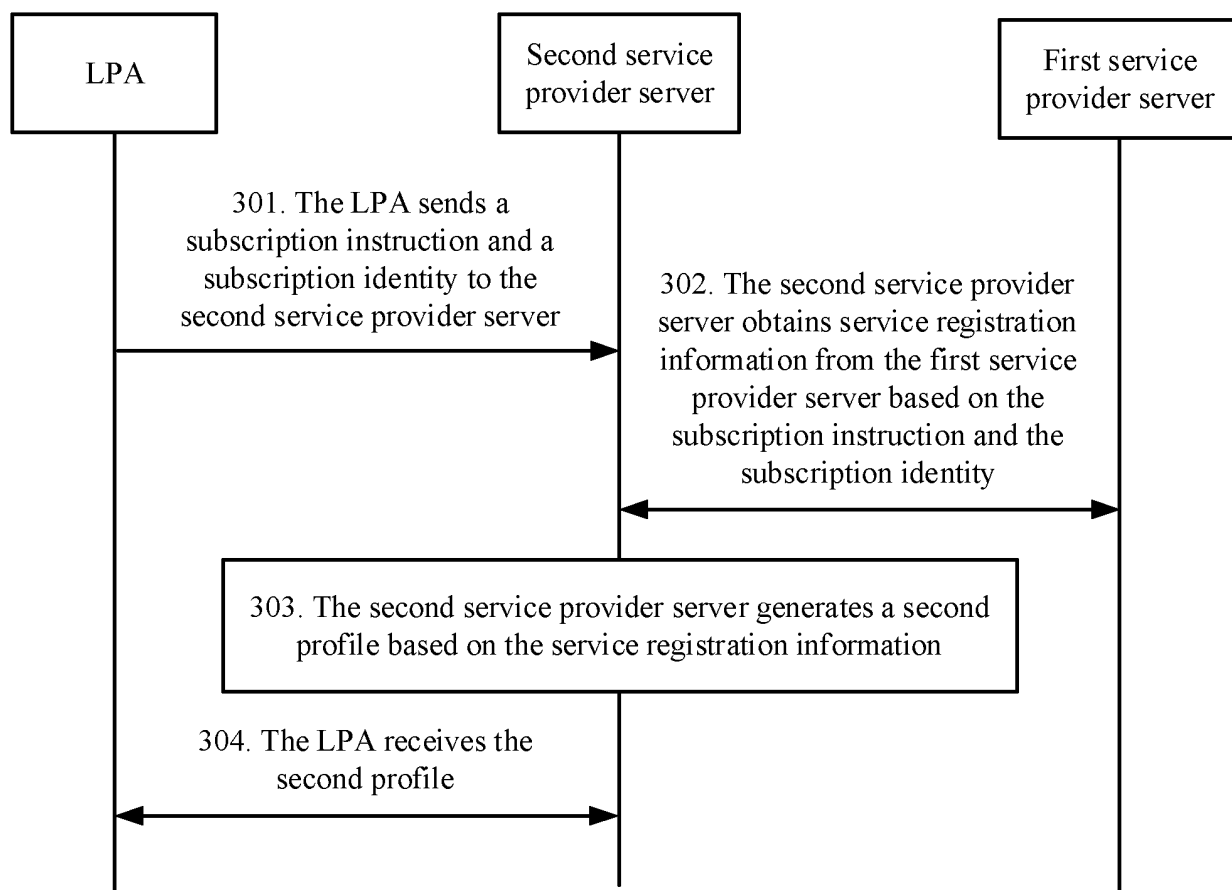 LPA
Second service
provider server
First service
provider server
301. The LPA sends a
subscription instruction and a
subscription identity to the
second service provider server
302. The second service provider
server obtains service registration
information from the first service
provider server based on the
subscription instruction and the
subscription identity
303. The second service provider server generates a second
profile based on the service registration information
304. The LPA receives the
second profile